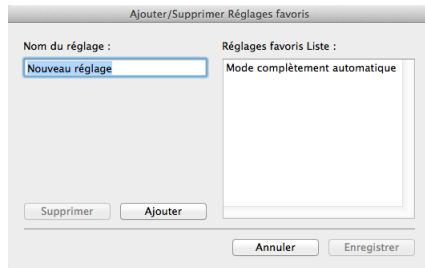 Ajouter/Supprimer Réglages favoris
Nom du réglage :
Réglages favoris Liste :
Nouveau réglage
Mode complètement automatique
Supprimer
Ajouter
Annuler
Enregistrer